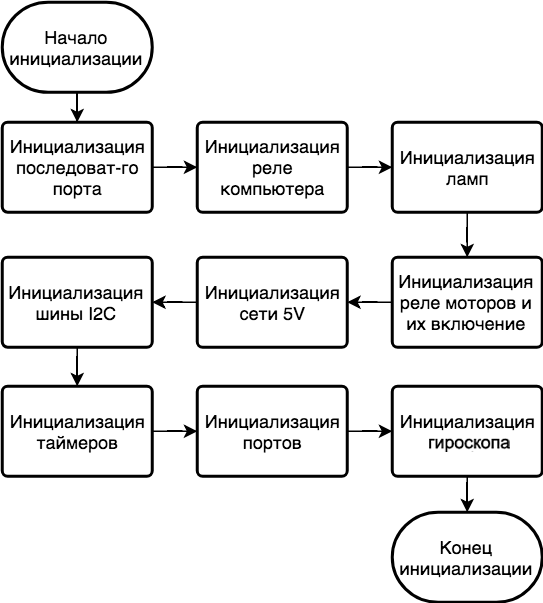 Начало
инициализации
Инициализация
последоват-го
порта
Инициализация
реле
компьютера
Инициализация
ламп
Инициализация
реле моторов и
их включение
Инициализация
сети 5V
Инициализация
шины I2C
Инициализация
таймеров
Инициализация
портов
Инициализация
гироскопа
Конец
инициализации